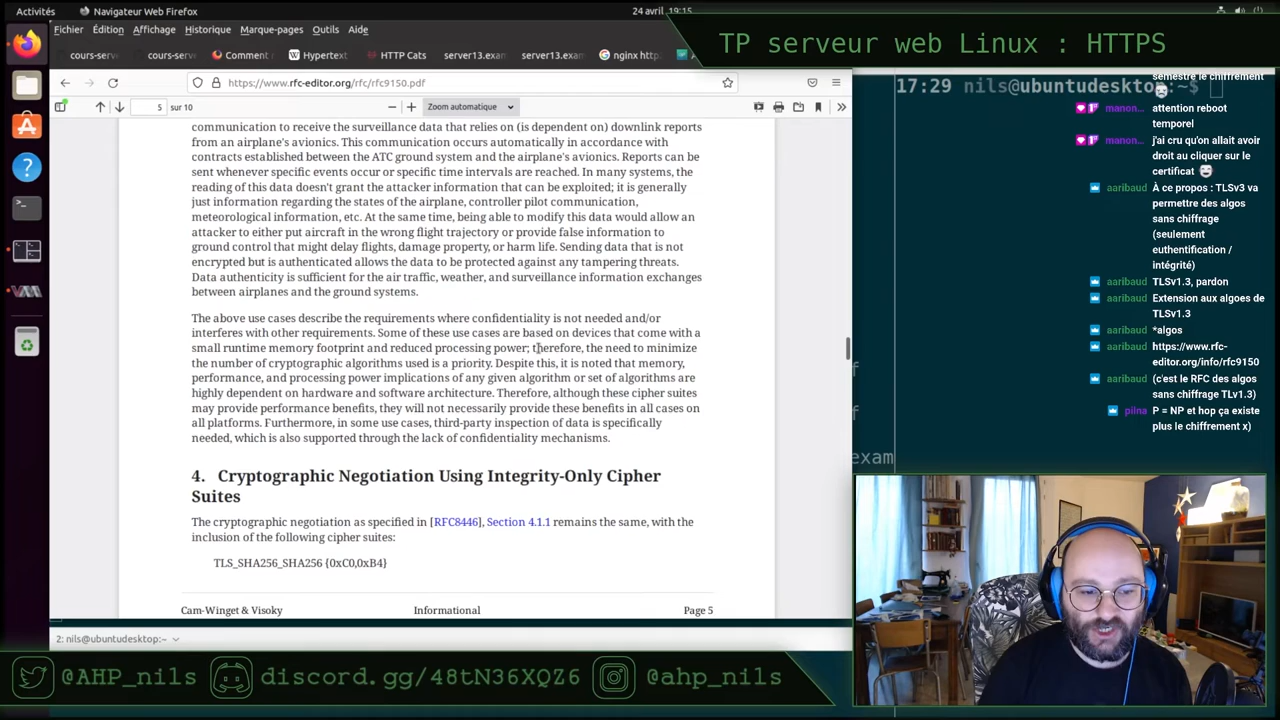 Activités
Navigateur Web Firefox
24 avril 19:15
Fichier Édition Affichage Historique Marque-pages Outils Aide
cours-serv
cours-serv
Comment r
Hypertext
HTTP Cats
server13.exam
server13.exam
nginx http
TP serveur web Linux : HTTPS
https://www.rfc-editor.org/rfc/rfc9150.pdf
5 sur 10
Zoom automatique
communication to receive the surveillance data that relies on (is dependent on) downlink reports
from an airplane's avionics. This communication occurs automatically in accordance with
contracts established between the ATC ground system and the airplane's avionics. Reports can be
sent whenever specific events occur or specific time intervals are reached. In many systems, the
reading of this data doesn't grant the attacker information that can be exploited; it is generally
just information regarding the states of the airplane, controller pilot communication,
meteorological information, etc. At the same time, being able to modify this data would allow an
attacker to either put aircraft in the wrong flight trajectory or provide false information to
ground control that might delay flights, damage property, or harm life. Sending data that is not
encrypted but is authenticated allows the data to be protected against any tampering threats.
Data authenticity is sufficient for the air traffic, weather, and surveillance information exchanges
between airplanes and the ground systems.
The above use cases describe the requirements where confidentiality is not needed and/or
interferes with other requirements. Some of these use cases are based on devices that come with a
small runtime memory footprint and reduced processing power; therefore, the need to minimize
the number of cryptographic algorithms used is a priority. Despite this, it is noted that memory,
performance, and processing power implications of any given algorithm or set of algorithms are
highly dependent on hardware and software architecture. Therefore, although these cipher suites
may provide performance benefits, they will not necessarily provide these benefits in all cases on
all platforms. Furthermore, in some use cases, third-party inspection of data is specifically
needed, which is also supported through the lack of confidentiality mechanisms.
4. Cryptographic Negotiation Using Integrity-Only Cipher
Suites
The cryptographic negotiation as specified in [RFC8446], Section 4.1.1 remains the same, with the
inclusion of the following cipher suites:
TLS_SHA256_SHA256 {0xC0,0xB4}
Cam-Winget & Visoky
Informational
Page 5
2: nils@ubuntudesktop:~
17:29 nils@ubuntudesktop:~$
f
f
exam
semestre le chiffrement
manon...
attention reboot
temporel
manon...
j'ai cru qu'on allait avoir
droit au cliquer sur le
certificat
aaribaud
À ce propos : TLSv3 va
permettre des algos
sans chiffrage
(seulement
euthentification /
intégrité)
aaribaud
TLSv1.3, pardon
aaribaud
Extension aux algoes de
TLSv1.3
aaribaud
*algos
aaribaud
https://www.rfc-
editor.org/info/rfc9150
aaribaud
(c'est le RFC des algos
sans chiffrage TLv1.3)
pilna
P = NP et hop ça existe
plus le chiffrement x)
@AHP_nils
discord.gg/48tN36XQZ6
@ahp_nils